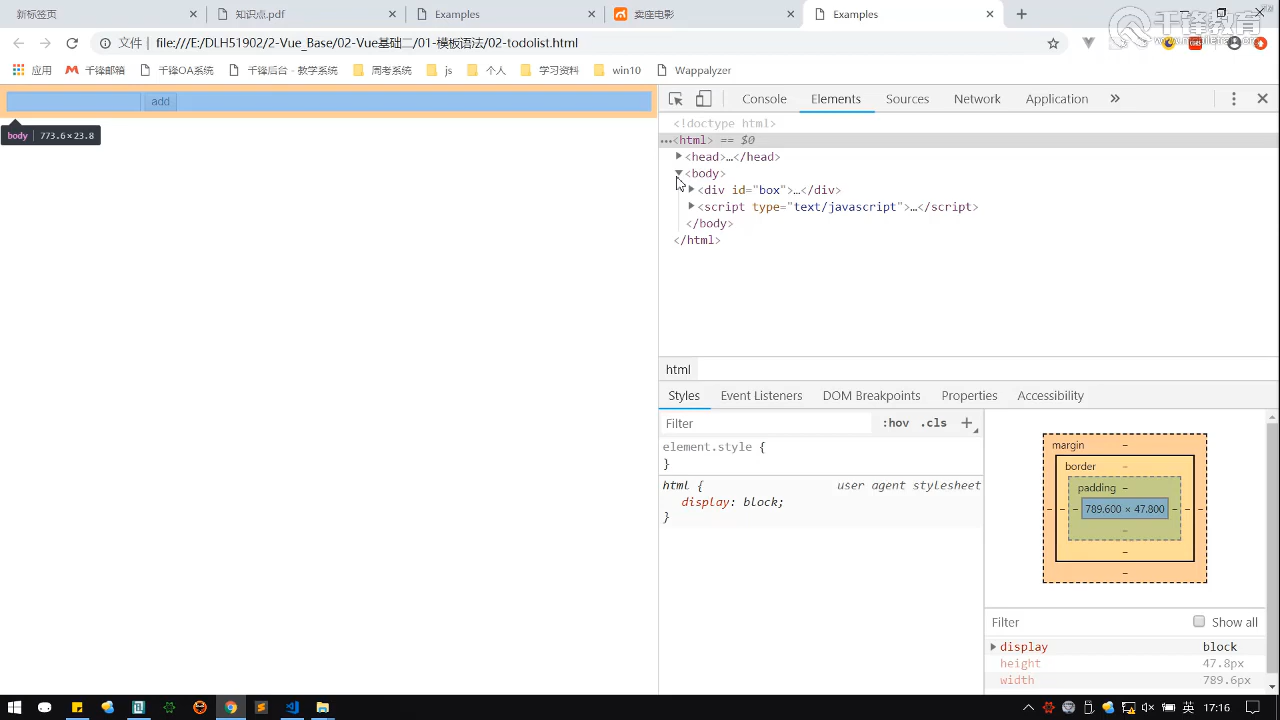 新标签页
知识点.pdf
Examples
卖座电影
Examples
千锋教育
文件
file:///E:/DLH51902/2-Vue_Base/02-Vue基础二/01-模板语法/02-todolist.html
应用
千锋邮箱
千锋OA系统
千锋后台 - 教学系统
周考系统
js
个人
学习资料
win10
Wappalyzer
add
body 773.6×23.8
Console
Elements
Sources
Network
Application
<!doctype html>
…<html> == $0
<head>…</head>
<body>
<div id="box">…</div>
<script type="text/javascript">…</script>
</body>
</html>
html
Styles
Event Listeners
DOM Breakpoints
Properties
Accessibility
Filter
:hov
.cls
element.style {
}
html {
user agent stylesheet
display: block;
}
margin
border
padding
789.600 × 47.800
Filter
Show all
display
block
height
47.8px
width
789.6px
英
17:16